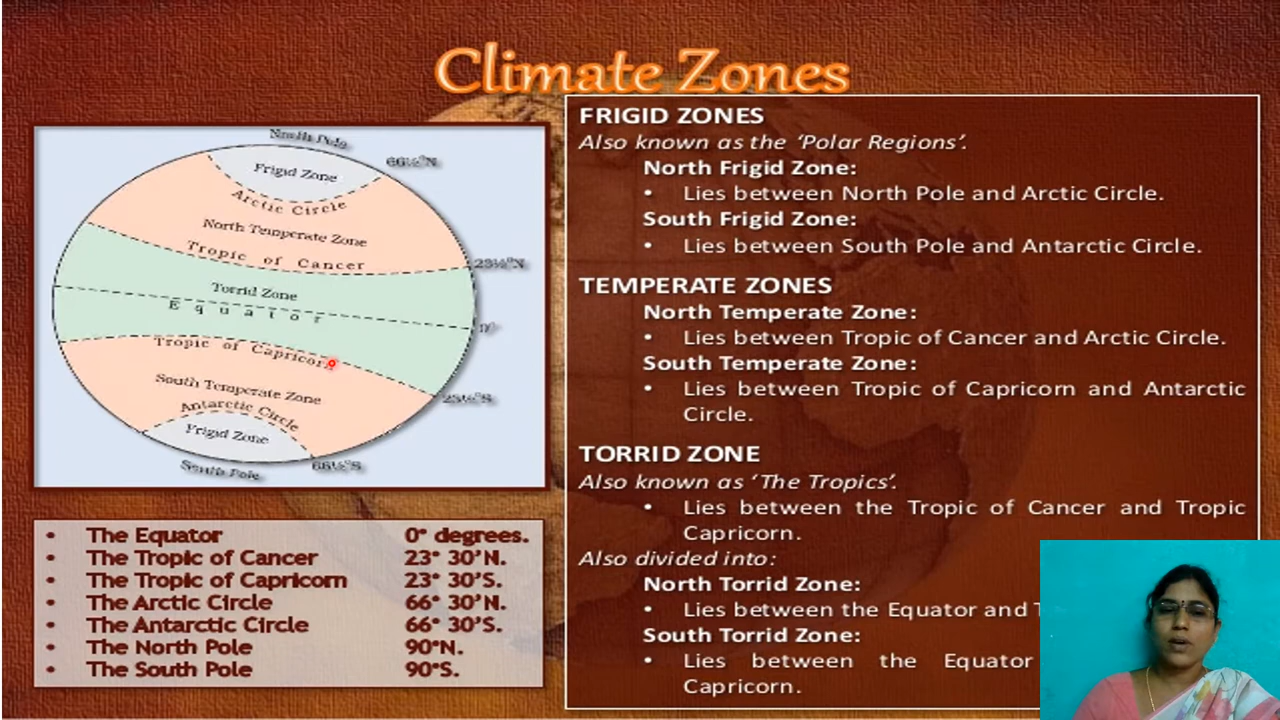 Climate Zones
North Pole
66½°N
Frigid Zone
Arctic Circle
North Temperate Zone
Tropic of Cancer
23½°N
Torrid Zone
Equator
0°
Tropic of Capricorn
South Temperate Zone
23½°S
Antarctic Circle
Frigid Zone
66½°S
South Pole
• The Equator 0° degrees.
• The Tropic of Cancer 23° 30'N.
• The Tropic of Capricorn 23° 30'S.
• The Arctic Circle 66° 30'N.
• The Antarctic Circle 66° 30'S.
• The North Pole 90°N.
• The South Pole 90°S.
FRIGID ZONES
Also known as the ‘Polar Regions’.
North Frigid Zone:
• Lies between North Pole and Arctic Circle.
South Frigid Zone:
• Lies between South Pole and Antarctic Circle.
TEMPERATE ZONES
North Temperate Zone:
• Lies between Tropic of Cancer and Arctic Circle.
South Temperate Zone:
• Lies between Tropic of Capricorn and Antarctic
Circle.
TORRID ZONE
Also known as ‘The Tropics’.
• Lies between the Tropic of Cancer and Tropic
Capricorn.
Also divided into:
North Torrid Zone:
• Lies between the Equator and
South Torrid Zone:
• Lies between the Equator
Capricorn.